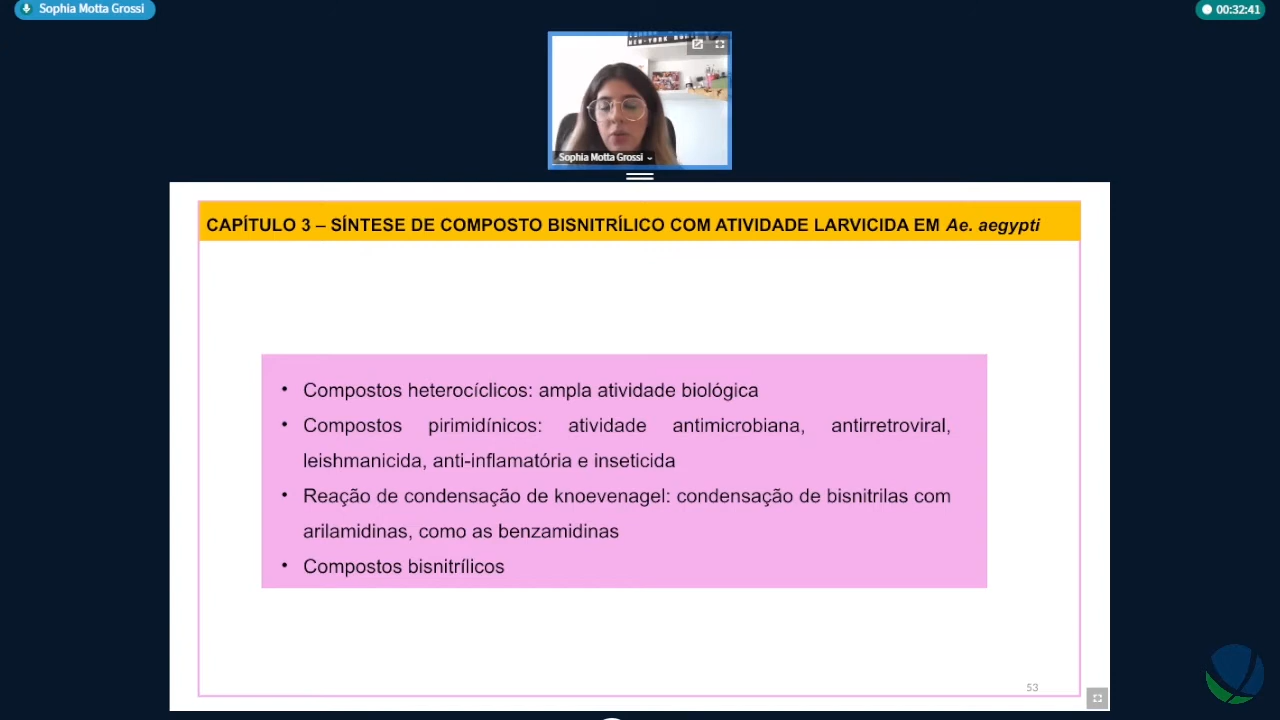 Sophia Motta Grossi
00:32:41
Sophia Motta Grossi
CAPÍTULO 3 – SÍNTESE DE COMPOSTO BISNITRÍLICO COM ATIVIDADE LARVICIDA EM Ae. aegypti
• Compostos heterocíclicos: ampla atividade biológica
• Compostos pirimidínicos: atividade antimicrobiana, antirretroviral,
leishmanicida, anti-inflamatória e inseticida
• Reação de condensação de knoevenagel: condensação de bisnitrilas com
arilamidinas, como as benzamidinas
• Compostos bisnitrílicos
53